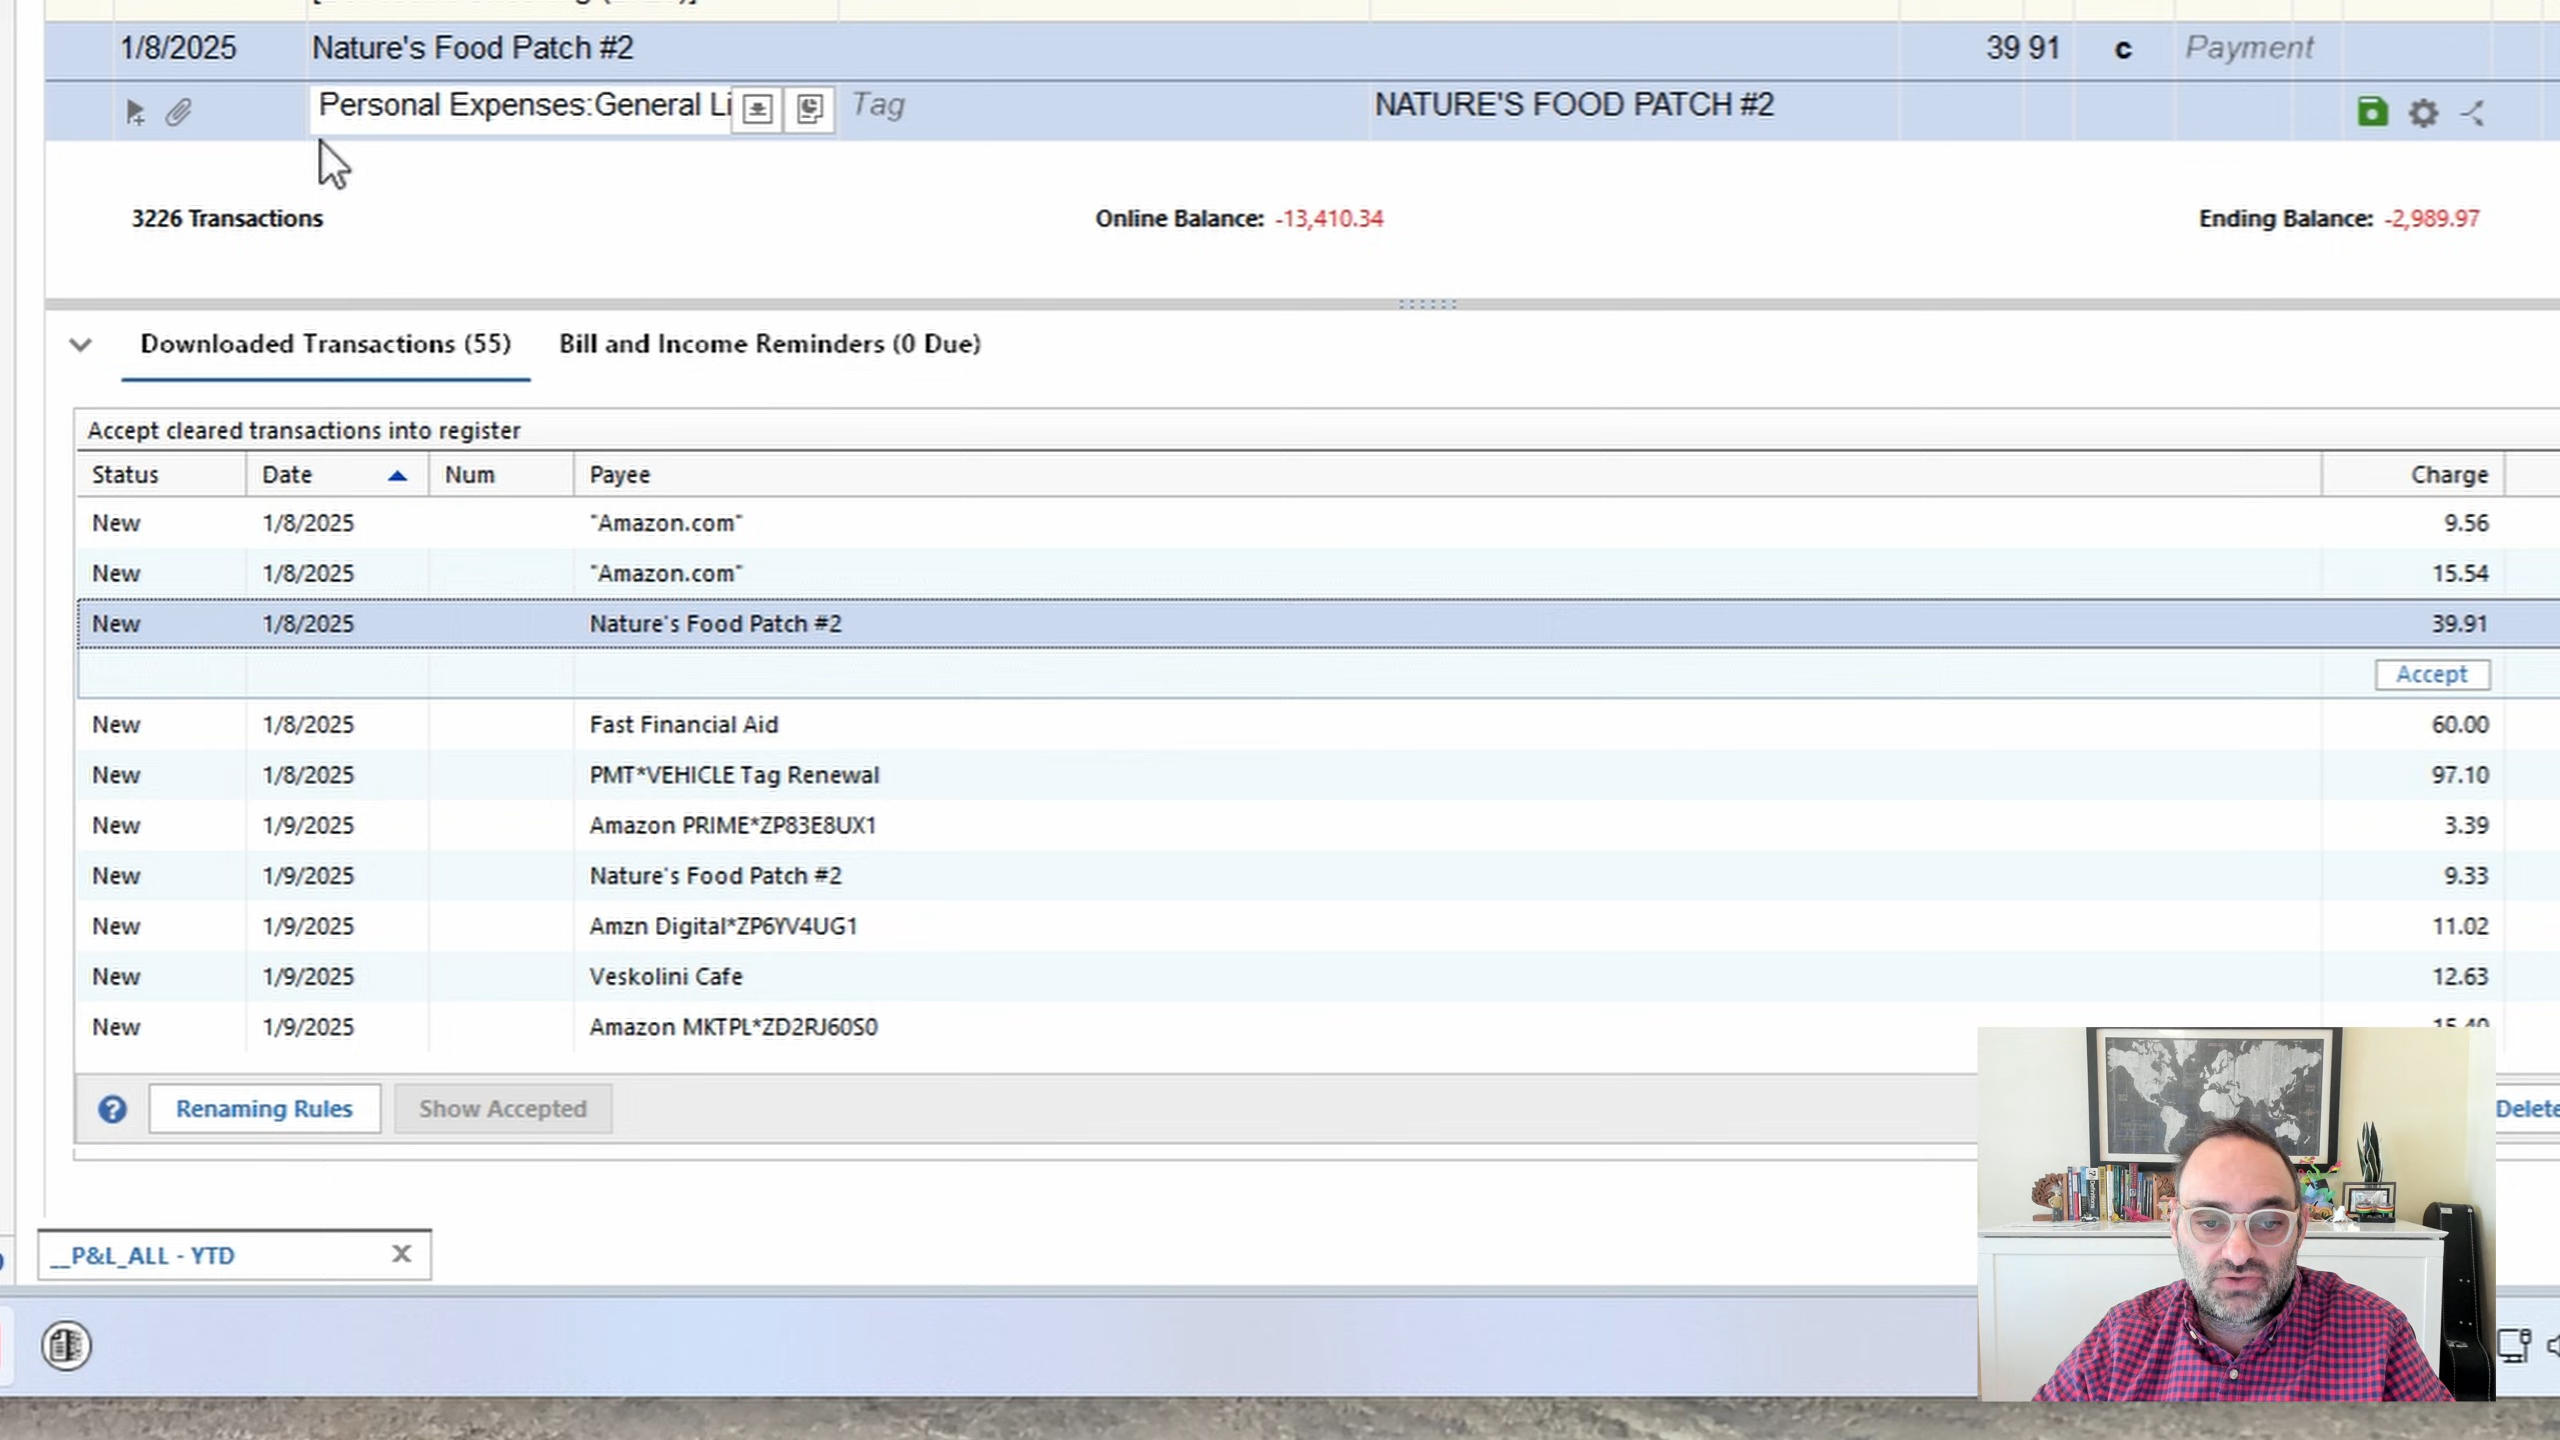 1/8/2025 Nature's Food Patch #2 39 91 c Payment
Personal Expenses:General Li Tag NATURE'S FOOD PATCH #2
3226 Transactions Online Balance: -13,410.34 Ending Balance: -2,989.97
Downloaded Transactions (55) Bill and Income Reminders (0 Due)
Accept cleared transactions into register
Status Date Num Payee Charge
New 1/8/2025 "Amazon.com" 9.56
New 1/8/2025 "Amazon.com" 15.54
New 1/8/2025 Nature's Food Patch #2 39.91
Accept
New 1/8/2025 Fast Financial Aid 60.00
New 1/8/2025 PMT*VEHICLE Tag Renewal 97.10
New 1/9/2025 Amazon PRIME*ZP83E8UX1 3.39
New 1/9/2025 Nature's Food Patch #2 9.33
New 1/9/2025 Amzn Digital*ZP6YV4UG1 11.02
New 1/9/2025 Veskolini Cafe 12.63
New 1/9/2025 Amazon MKTPL*ZD2RJ60S0
Renaming Rules Show Accepted Delete
__P&L_ALL - YTD